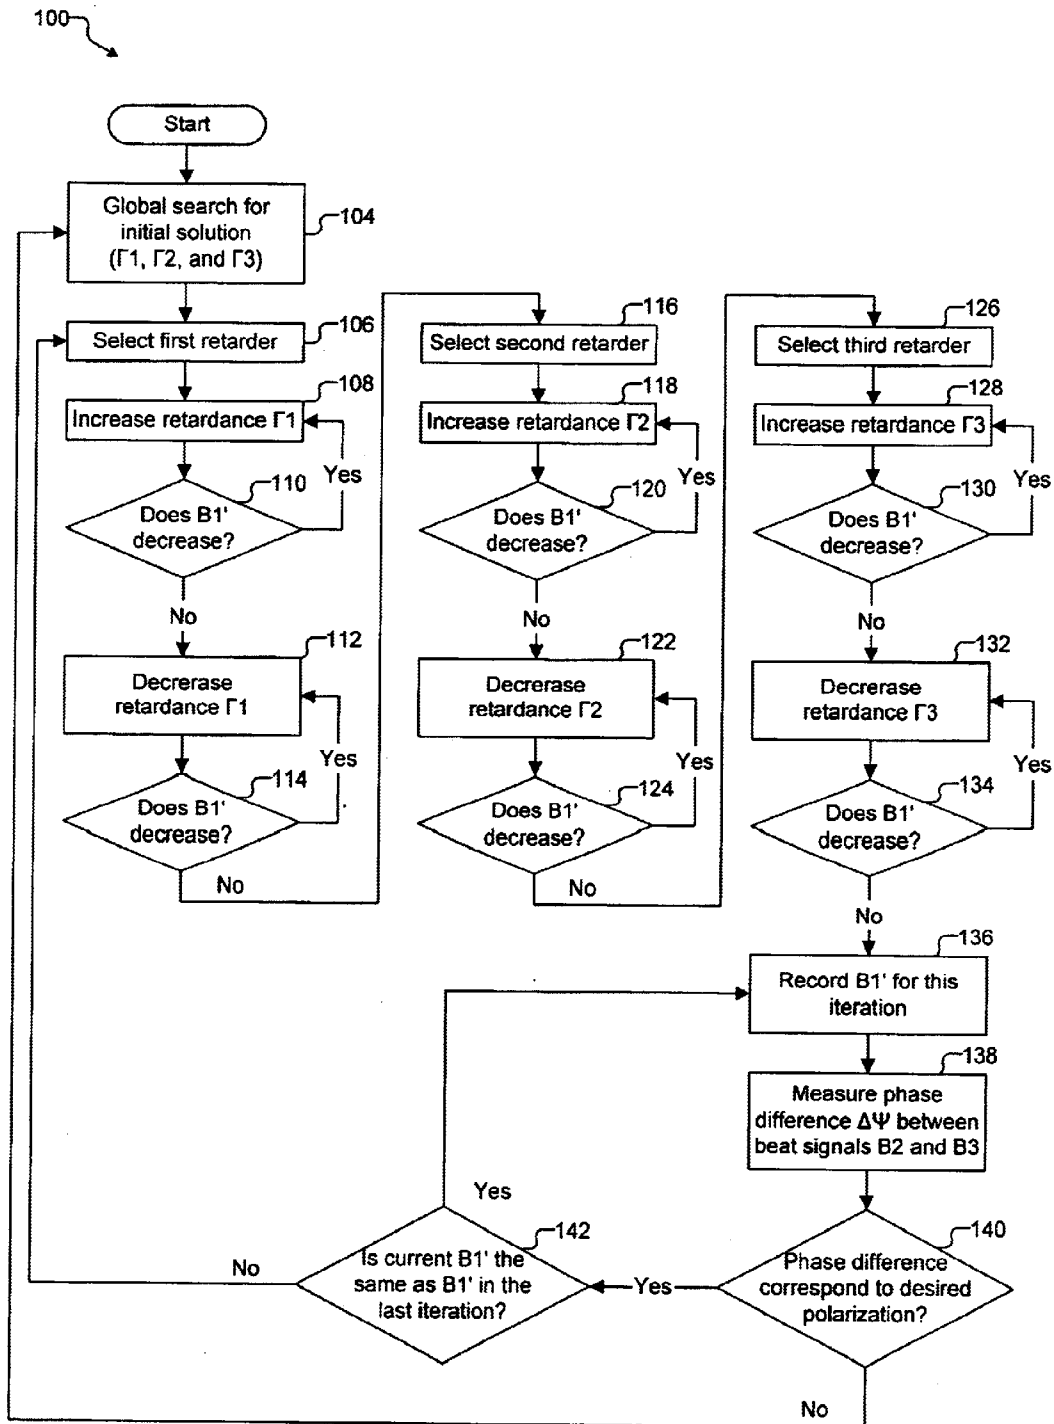 100
Start
Global search for
initial solution
(Γ1, Γ2, and Γ3)
104
Select first retarder
106
Increase retardance Γ1
108
Yes
Does B1'
decrease?
110
No
Decrerase
retardance Γ1
112
Yes
Does B1'
decrease?
114
No
Select second retarder
116
Increase retardance Γ2
118
Yes
Does B1'
decrease?
120
No
Decrerase
retardance Γ2
122
Yes
Does B1'
decrease?
124
No
Select third retarder
126
Increase retardance Γ3
128
Yes
Does B1'
decrease?
130
No
Decrerase
retardance Γ3
132
Yes
Does B1'
decrease?
134
No
Record B1' for this
iteration
136
Measure phase
difference ΔΨ between
beat signals B2 and B3
138
Phase difference
correspond to desired
polarization?
140
Yes
No
Is current B1' the
same as B1' in the
last iteration?
142
Yes
No